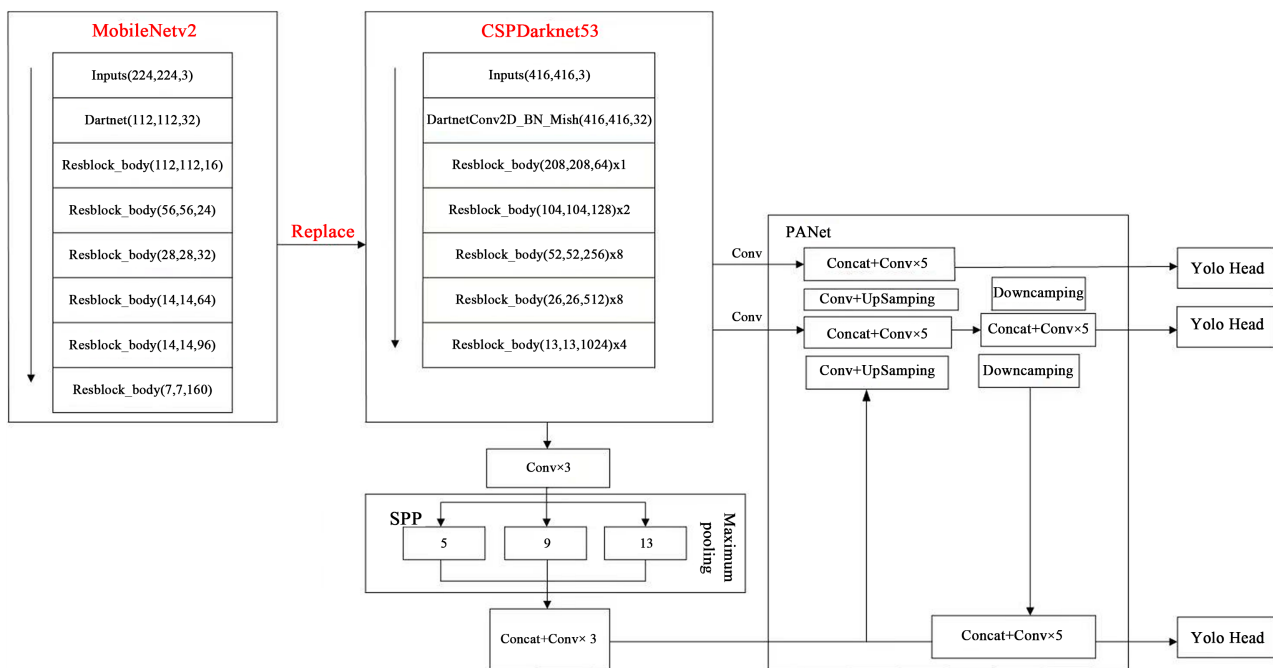 MobileNetv2
Inputs(224,224,3)
Dartnet(112,112,32)
Resblock_body(112,112,16)
Resblock_body(56,56,24)
Resblock_body(28,28,32)
Resblock_body(14,14,64)
Resblock_body(14,14,96)
Resblock_body(7,7,160)
Replace
CSPDarknet53
Inputs(416,416,3)
DartnetConv2D_BN_Mish(416,416,32)
Resblock_body(208,208,64)x1
Resblock_body(104,104,128)x2
Resblock_body(52,52,256)x8
Resblock_body(26,26,512)x8
Resblock_body(13,13,1024)x4
Conv×3
SPP
5
9
13
Maximum
pooling
Concat+Conv× 3
Conv
Conv
PANet
Concat+Conv×5
Conv+UpSamping
Concat+Conv×5
Conv+UpSamping
Downcamping
Concat+Conv×5
Downcamping
Concat+Conv×5
Yolo Head
Yolo Head
Yolo Head